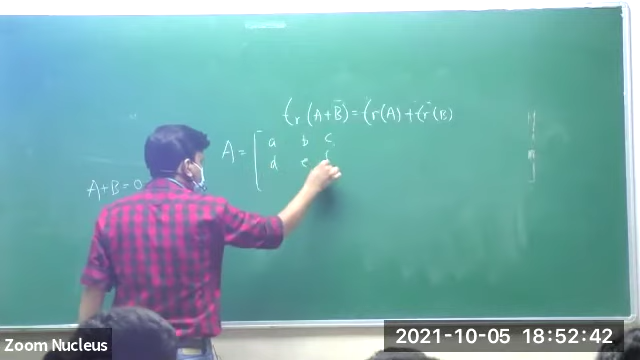 tr(A+B) = tr(A) + tr(B)
A = [ a b c
d e f
A+B=0
Zoom Nucleus
2021-10-05 18:52:42